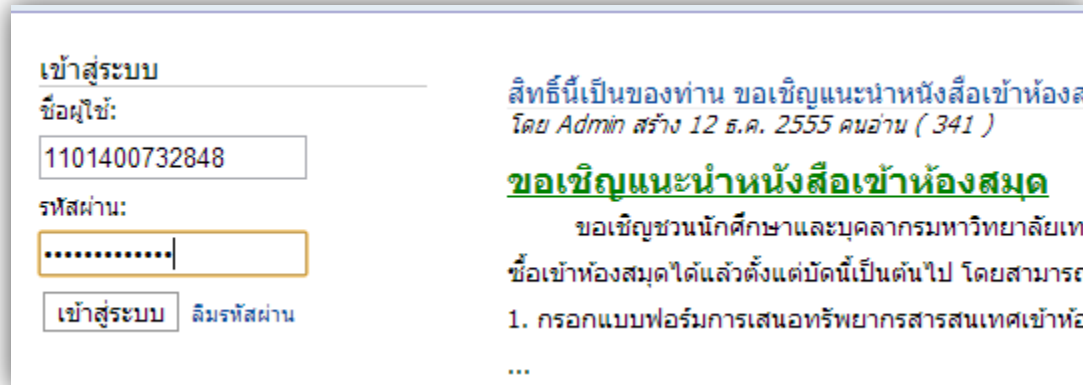 เข้าสู่ระบบ
ชื่อผู้ใช้:
1101400732848
รหัสผ่าน:
•••••••••••••
เข้าสู่ระบบ ลืมรหัสผ่าน
สิทธิ์นี้เป็นของท่าน ขอเชิญแนะนำหนังสือเข้าห้อง
โดย Admin สร้าง 12 ธ.ค. 2555 คนอ่าน ( 341 )
ขอเชิญแนะนำหนังสือเข้าห้องสมุด
ขอเชิญชวนนักศึกษาและบุคลากรมหาวิทยาลัยเท
ซื้อเข้าห้องสมุดได้แล้วตั้งแต่บัดนี้เป็นต้นไป โดยสามารถ
1. กรอกแบบฟอร์มการเสนอทรัพยากรสารสนเทศเข้าห้อ
...